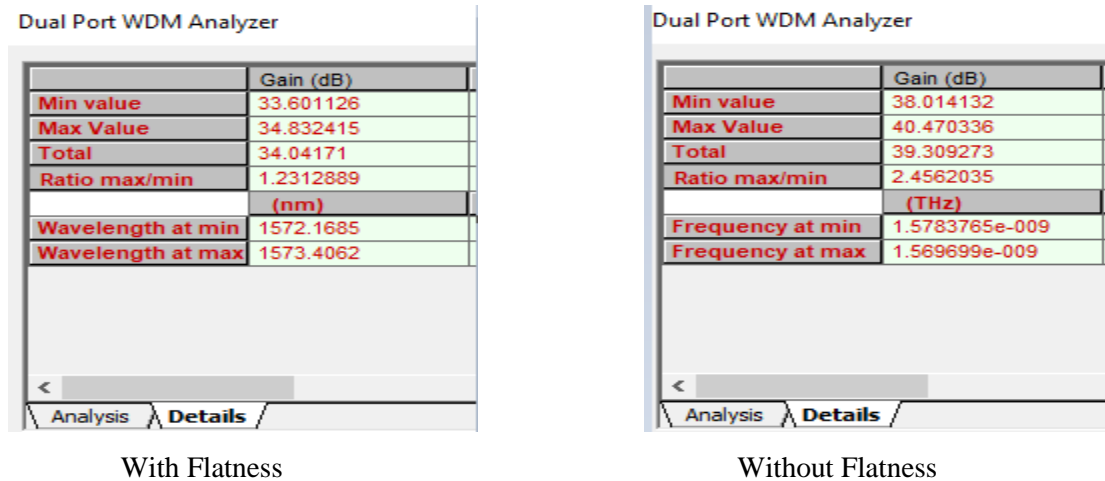 Dual Port WDM Analyzer
Gain (dB)
Min value 33.601126
Max Value 34.832415
Total 34.04171
Ratio max/min 1.2312889
(nm)
Wavelength at min 1572.1685
Wavelength at max 1573.4062
< 
Analysis Details
With Flatness
Dual Port WDM Analyzer
Gain (dB)
Min value 38.014132
Max Value 40.470336
Total 39.309273
Ratio max/min 2.4562035
(THz)
Frequency at min 1.5783765e-009
Frequency at max 1.569699e-009
<
Analysis Details
Without Flatness